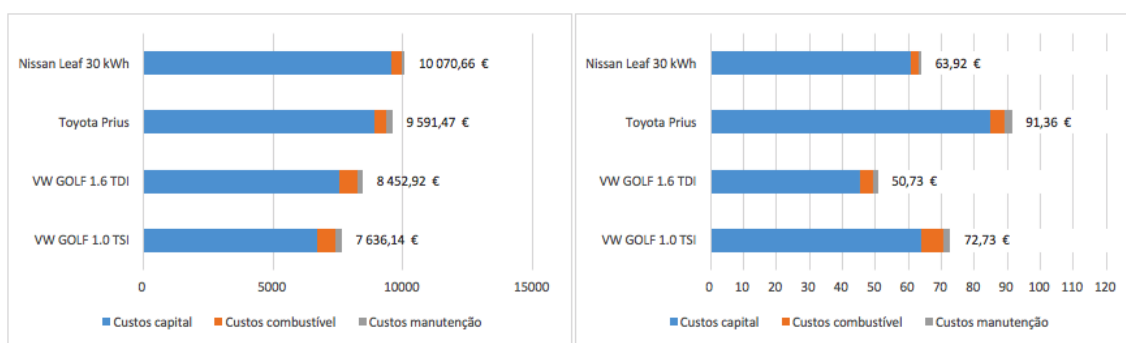 Nissan Leaf 30 kWh
10 070,66 €
Toyota Prius
9 591,47 €
VW GOLF 1.6 TDI
8 452,92 €
VW GOLF 1.0 TSI
7 636,14 €
0 5000 10000 15000
Custos capital Custos combustível Custos manutenção
Nissan Leaf 30 kWh
63,92 €
Toyota Prius
91,36 €
VW GOLF 1.6 TDI
50,73 €
VW GOLF 1.0 TSI
72,73 €
0 10 20 30 40 50 60 70 80 90 100 110 120
Custos capital Custos combustível Custos manutenção